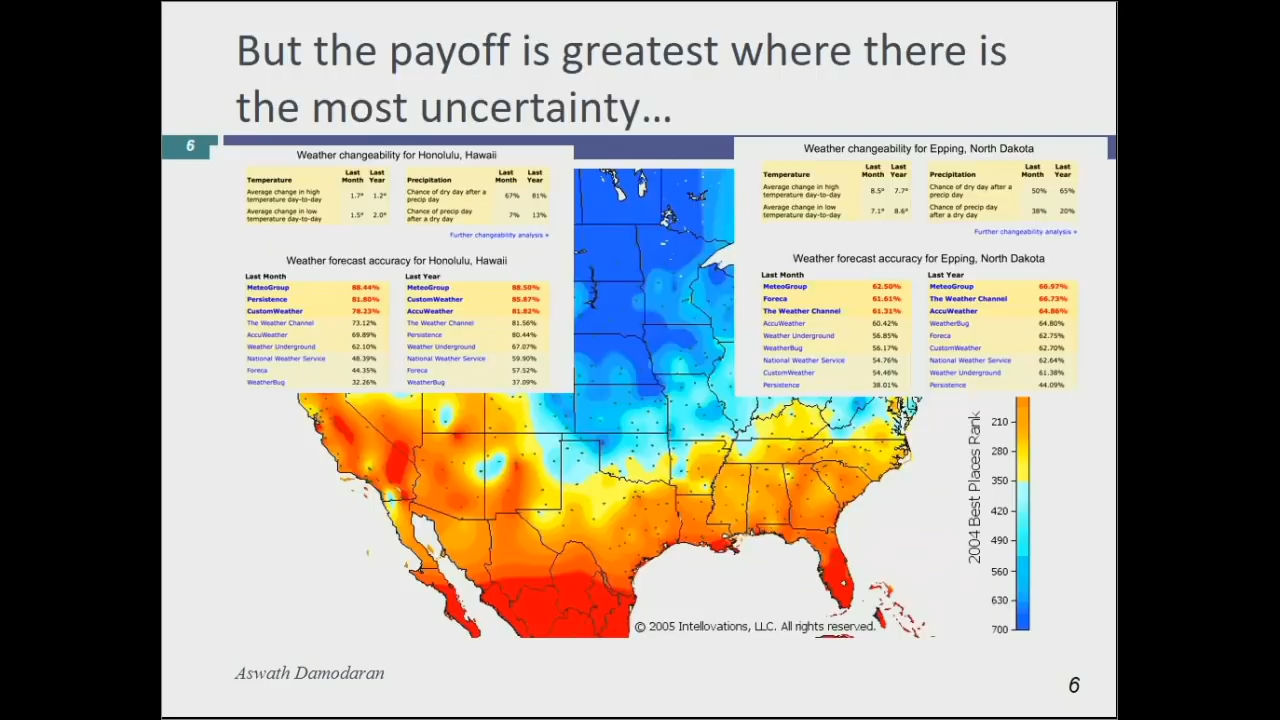 But the payoff is greatest where there is
the most uncertainty…
6
Weather changeability for Honolulu, Hawaii
Temperature Last Month Last Year
Average change in high temperature day-to-day 1.7° 1.2°
Average change in low temperature day-to-day 1.5° 2.0°
Precipitation Last Month Last Year
Chance of dry day after a precip day 67% 81%
Chance of precip day after a dry day 7% 13%
Further changeability analysis »
Weather forecast accuracy for Honolulu, Hawaii
Last Month
MeteoGroup 88.44%
Persistence 81.80%
CustomWeather 78.23%
The Weather Channel 73.12%
AccuWeather 69.89%
Weather Underground 62.10%
National Weather Service 48.39%
Foreca 44.35%
WeatherBug 32.26%
Last Year
MeteoGroup 88.50%
CustomWeather 85.87%
AccuWeather 81.82%
The Weather Channel 81.56%
Persistence 80.44%
Weather Underground 67.07%
National Weather Service 59.90%
Foreca 57.52%
WeatherBug 37.09%
Weather changeability for Epping, North Dakota
Temperature Last Month Last Year
Average change in high temperature day-to-day 8.5° 7.7°
Average change in low temperature day-to-day 7.1° 8.6°
Precipitation Last Month Last Year
Chance of dry day after a precip day 50% 65%
Chance of precip day after a dry day 38% 20%
Further changeability analysis »
Weather forecast accuracy for Epping, North Dakota
Last Month
MeteoGroup 62.50%
Foreca 61.61%
The Weather Channel 61.31%
AccuWeather 60.42%
Weather Underground 56.85%
WeatherBug 56.17%
National Weather Service 54.76%
CustomWeather 54.46%
Persistence 38.01%
Last Year
MeteoGroup 66.97%
The Weather Channel 66.73%
AccuWeather 64.86%
WeatherBug 64.80%
Foreca 62.75%
CustomWeather 62.70%
National Weather Service 62.64%
Weather Underground 61.38%
Persistence 44.09%
2004 Best Places Rank
210
280
350
420
490
560
630
700
© 2005 Intellovations, LLC. All rights reserved.
Aswath Damodaran
6